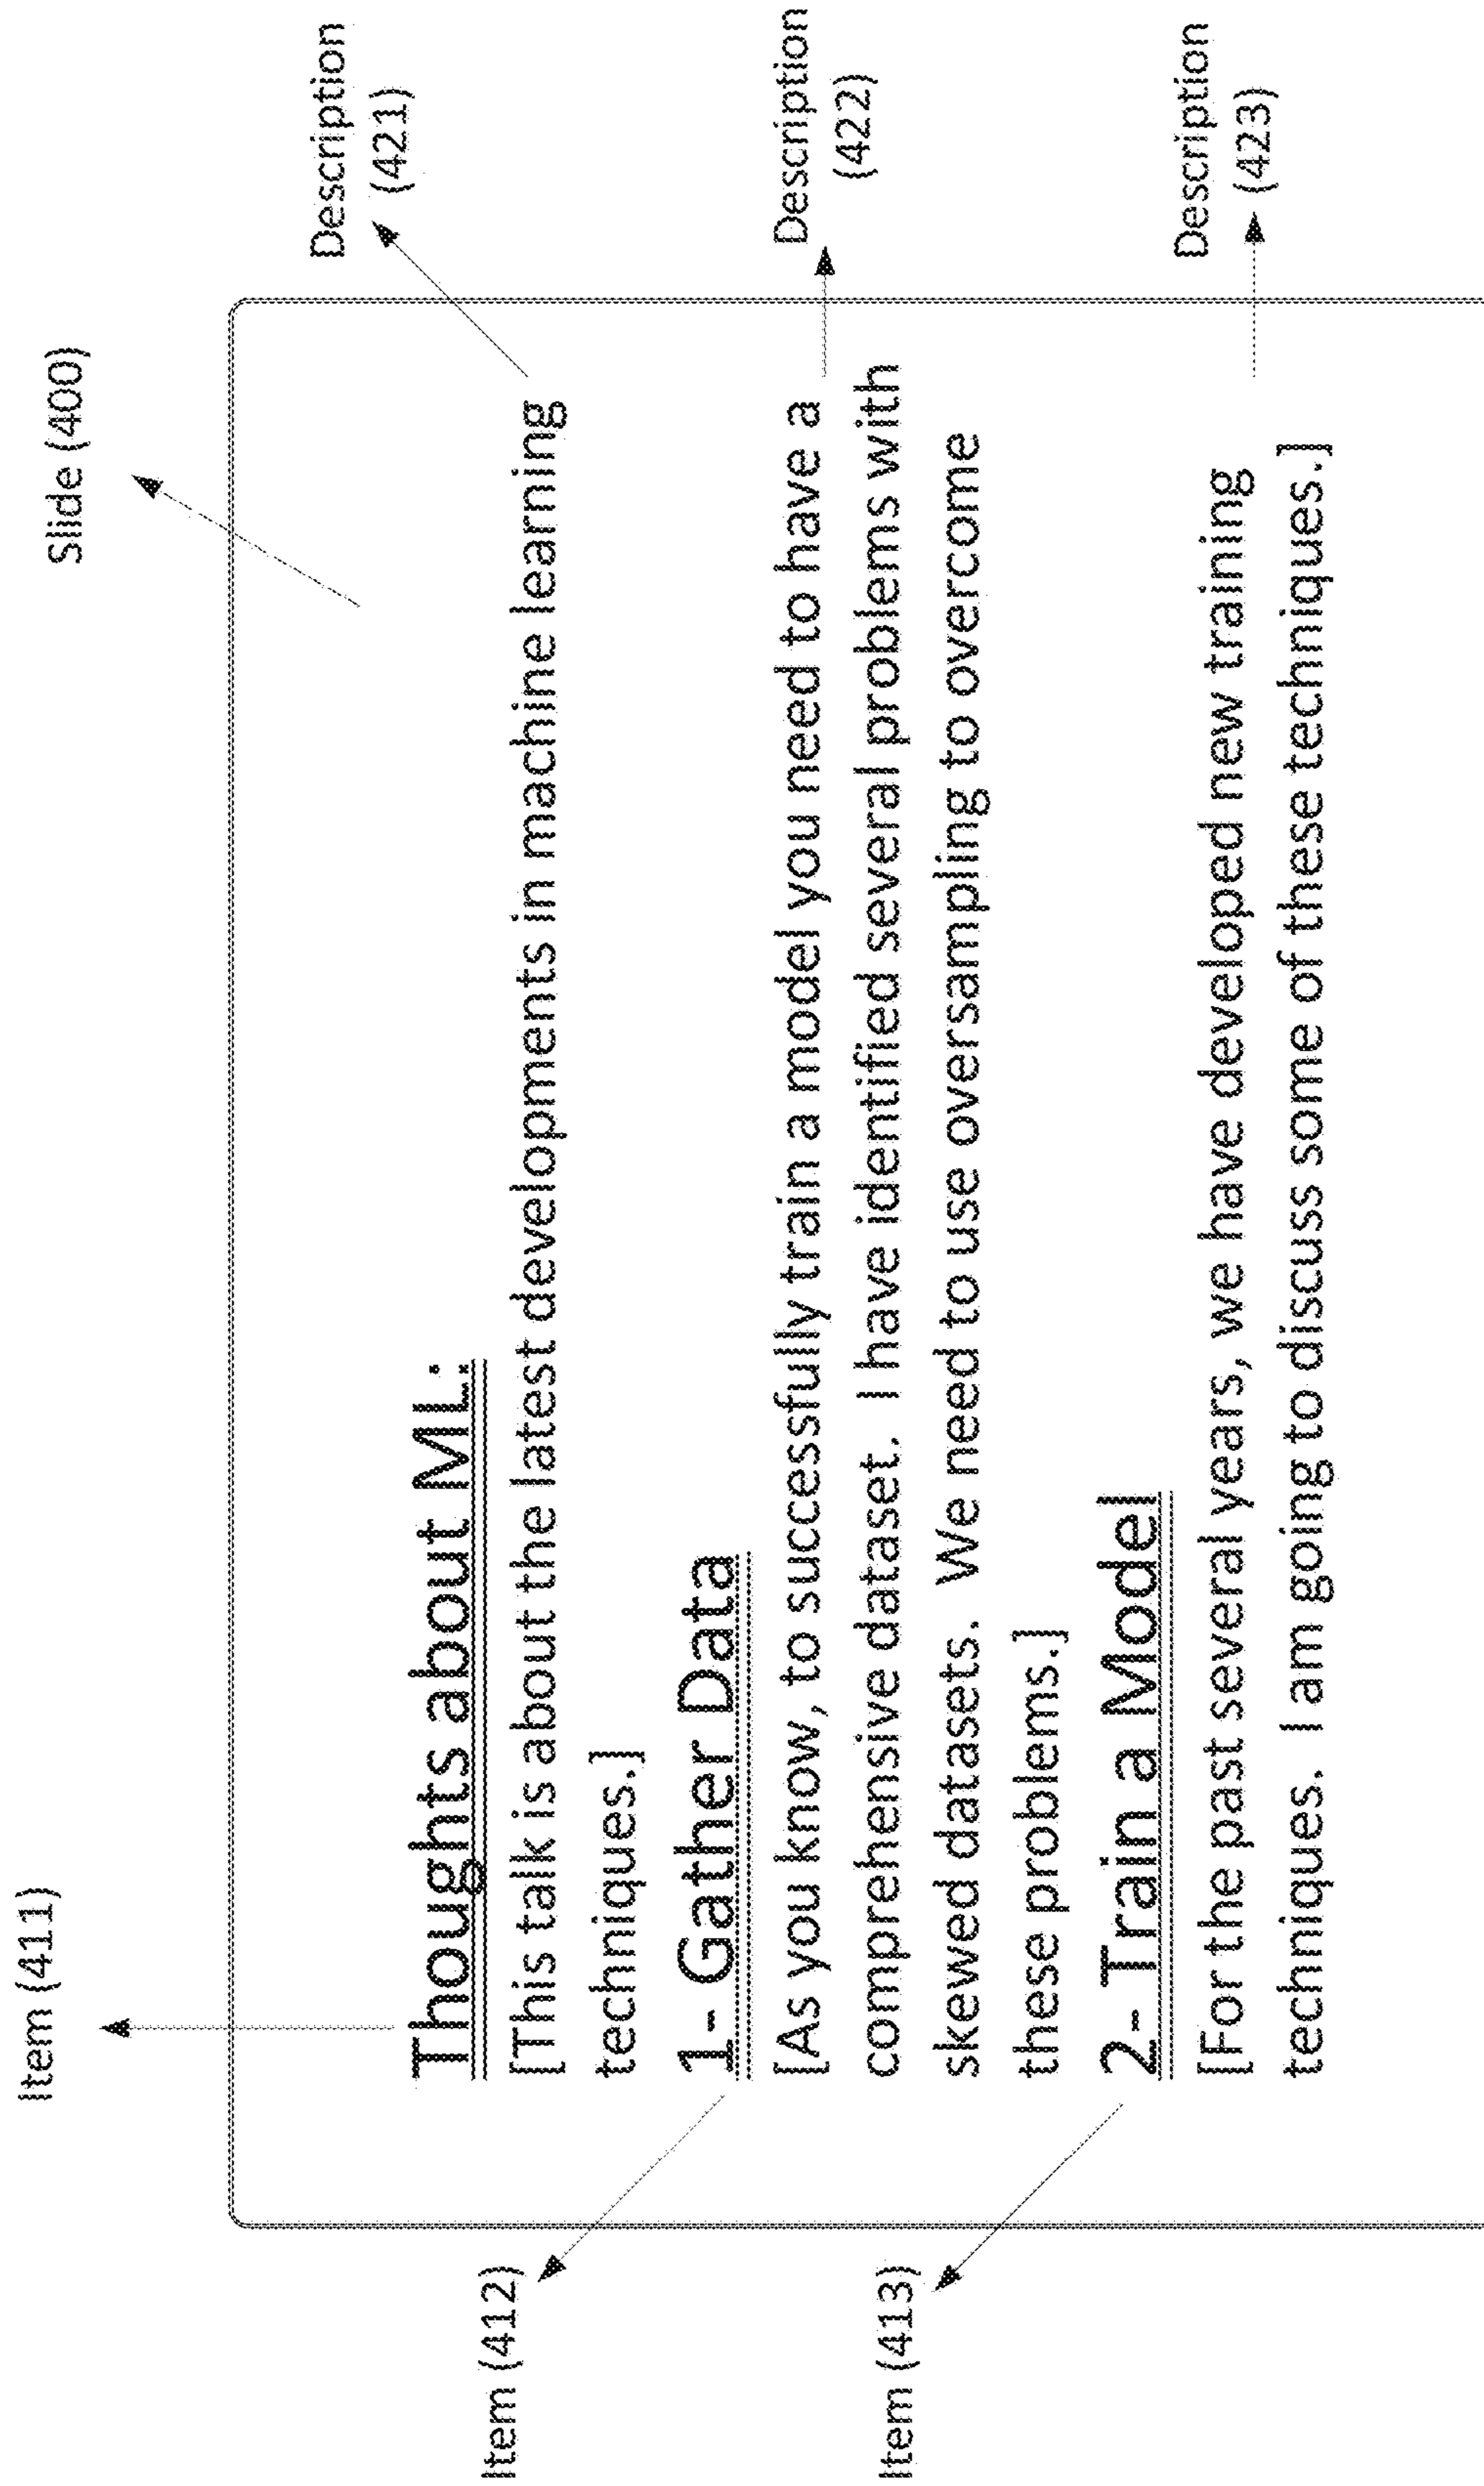 Slide (400)
Item (411)
Thoughts about ML:
[This talk is about the latest developments in machine learning
techniques.]
Description
(421)
Item (412)
1- Gather Data
[As you know, to successfully train a model you need to have a
comprehensive dataset. I have identified several problems with
skewed datasets. We need to use oversampling to overcome
these problems.]
Description
(422)
Item (413)
2- Train a Model
[For the past several years, we have developed new training
techniques. I am going to discuss some of these techniques.]
Description
(423)